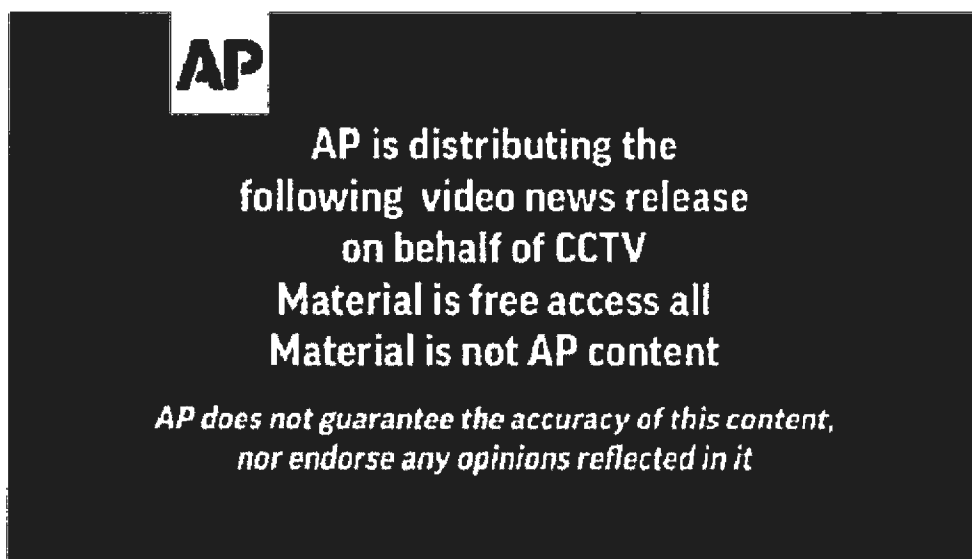 AP
AP is distributing the
following video news release
on behalf of CCTV
Material is free access all
Material is not AP content
AP does not guarantee the accuracy of this content,
nor endorse any opinions reflected in it